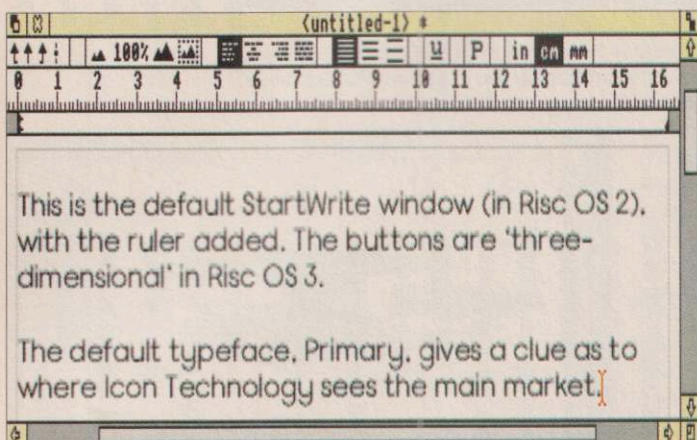 <untitled-1> *
100% U P in cm mm
0 1 2 3 4 5 6 7 8 9 10 11 12 13 14 15 16
This is the default StartWrite window (in Risc OS 2),
with the ruler added. The buttons are ‘three-
dimensional’ in Risc OS 3.
The default typeface, Primary, gives a clue as to
where Icon Technology sees the main market.